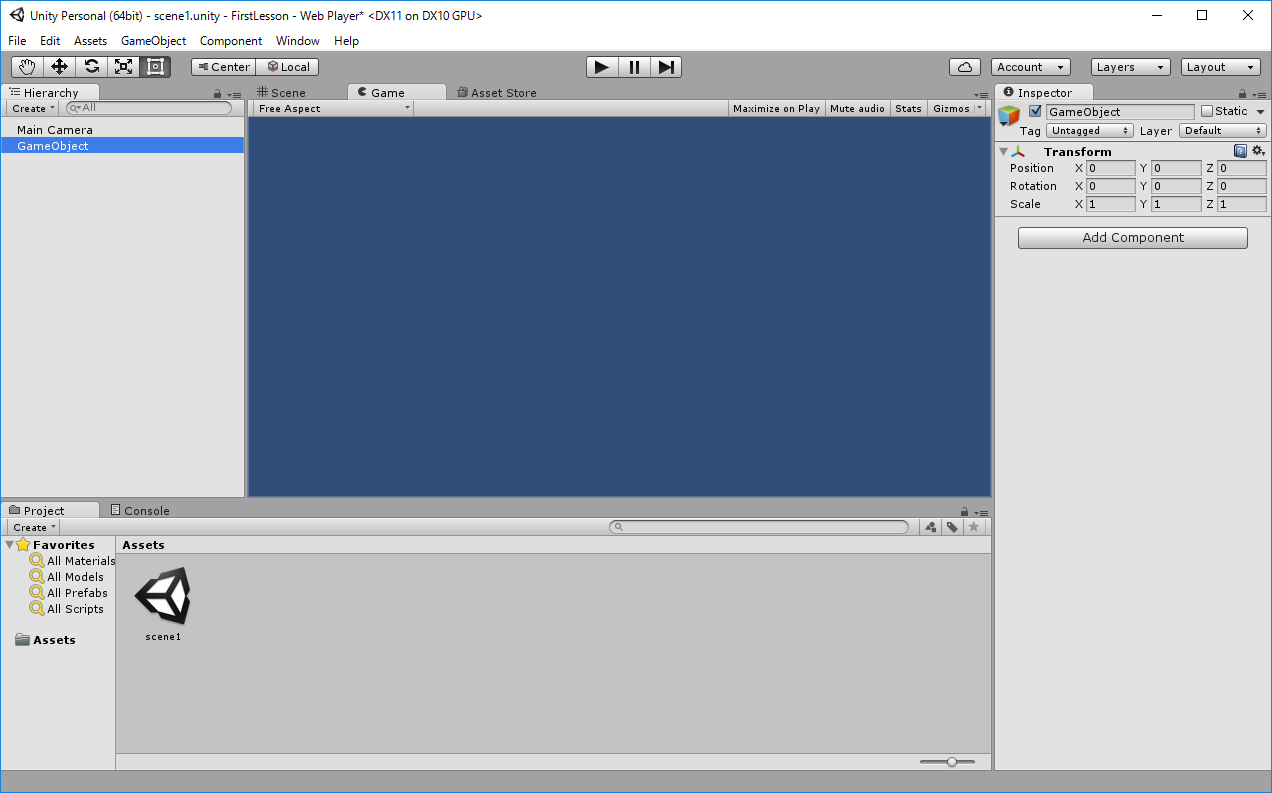 Unity Personal (64bit) - scene1.unity - FirstLesson - Web Player* <DX11 on DX10 GPU>
File Edit Assets GameObject Component Window Help
Center Local Account Layers Layout
Hierarchy
Create All
Main Camera
GameObject
Scene Game Asset Store
Free Aspect Maximize on Play Mute audio Stats Gizmos
Inspector
GameObject Static
Tag Untagged Layer Default
Transform
Position X 0 Y 0 Z 0
Rotation X 0 Y 0 Z 0
Scale X 1 Y 1 Z 1
Add Component
Project Console
Create
Favorites
All Materials
All Models
All Prefabs
All Scripts
Assets
Assets
scene1